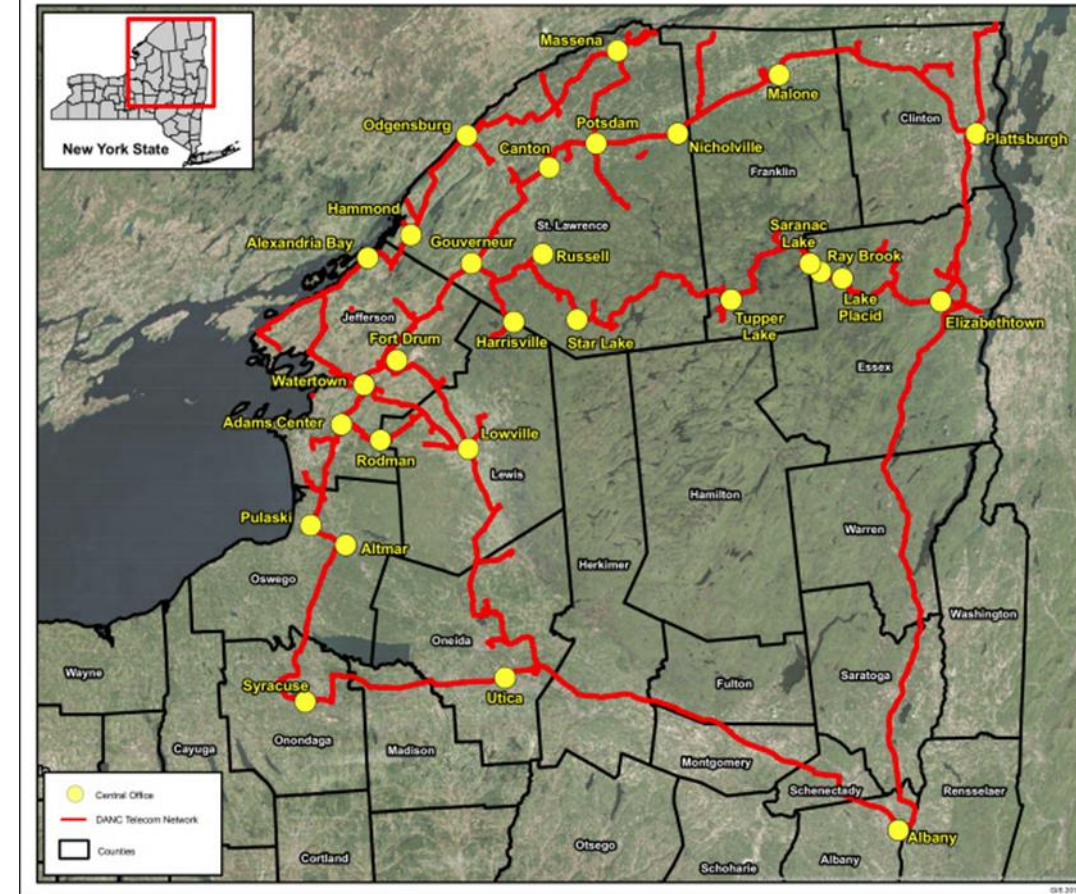 New York State
Massena
Malone
Odgensburg
Potsdam
Clinton
Plattsburgh
Canton
Nicholville
Franklin
Hammond
St. Lawrence
Saranac
Lake
Alexandria Bay
Gouverneur
Russell
Ray Brook
Jefferson
Lake
Placid
Elizabethtown
Tupper
Lake
Fort Drum
Harrisville
Star Lake
Essex
Watertown
Adams Center
Lowville
Rodman
Lewis
Hamilton
Pulaski
Altmar
Warren
Herkimer
Oswego
Washington
Oneida
Wayne
Saratoga
Fulton
Syracuse
Utica
Onondaga
Cayuga
Madison
Montgomery
Schenectady
Rensselaer
Central Office
DANC Telecom Network
Counties
Albany
Otsego
Cortland
Albany
Schoharie